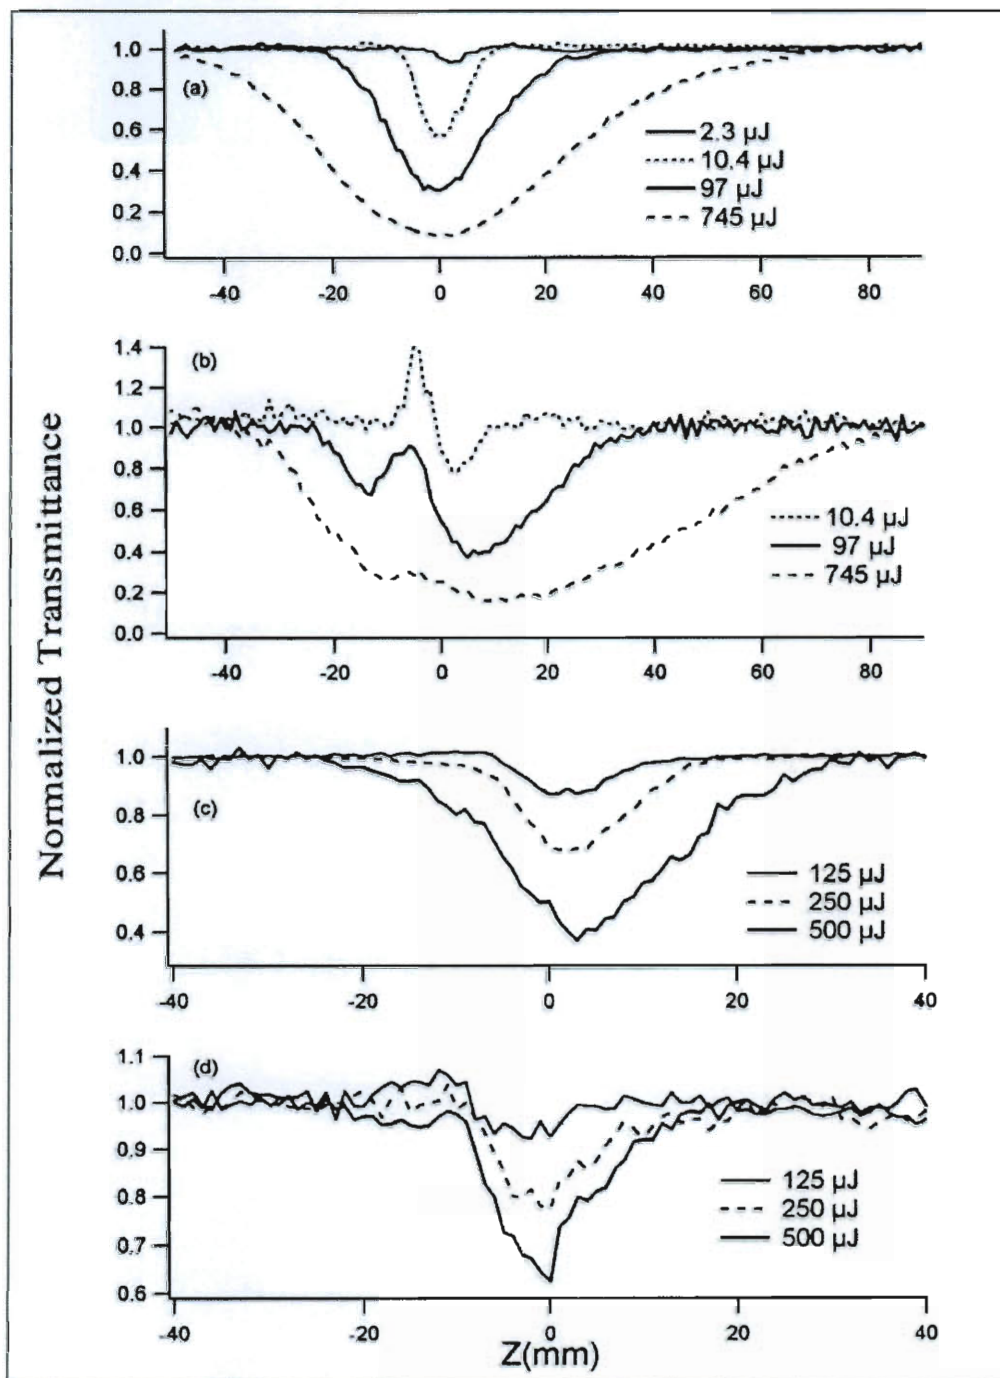 Normalized Transmittance
1.0
0.8
0.6
0.4
0.2
0.0
(a)
2.3 µJ
10.4 µJ
97 µJ
745 µJ
-40 -20 0 20 40 60 80
1.4
1.2
1.0
0.8
0.6
0.4
0.2
0.0
(b)
10.4 µJ
97 µJ
745 µJ
-40 -20 0 20 40 60 80
1.0
0.8
0.6
0.4
(c)
125 µJ
250 µJ
500 µJ
-40 -20 0 20 40
1.1
1.0
0.9
0.8
0.7
0.6
(d)
125 µJ
250 µJ
500 µJ
-40 -20 0 20 40
Z(mm)